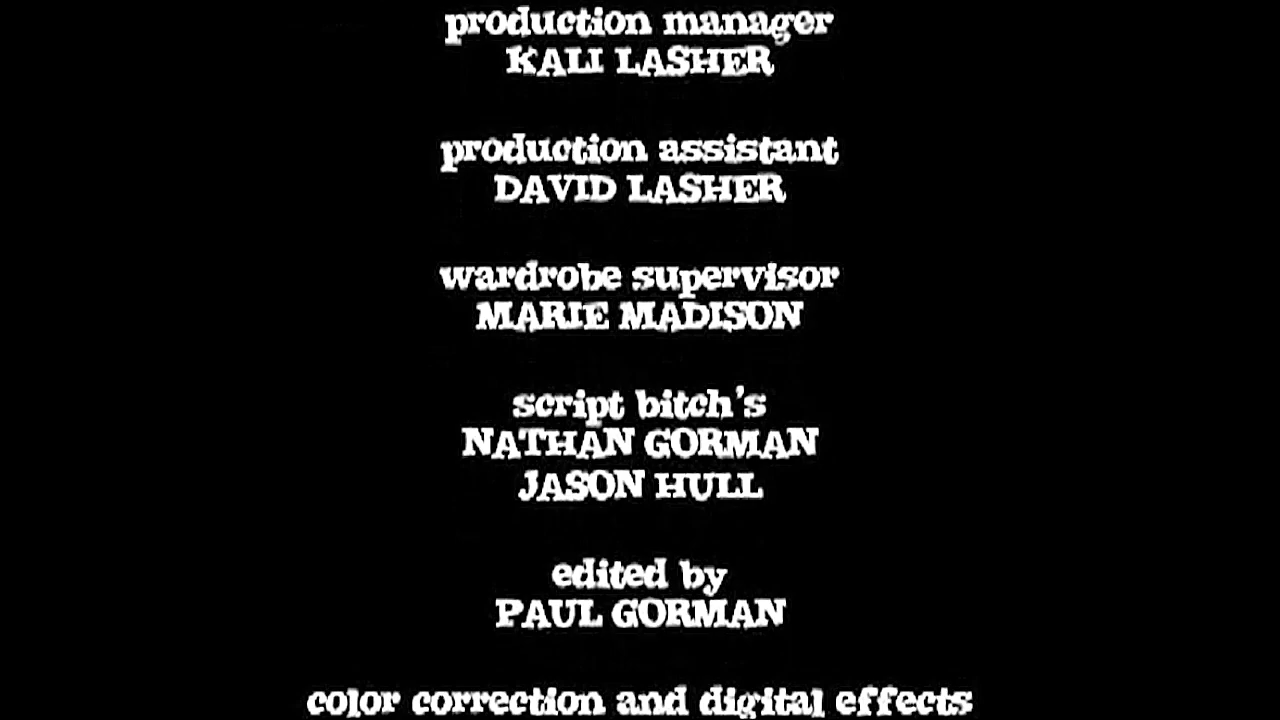 production manager
KALI LASHER
production assistant
DAVID LASHER
wardrobe supervisor
MARIE MADISON
script bitch's
NATHAN GORMAN
JASON HULL
edited by
PAUL GORMAN
color correction and digital effects